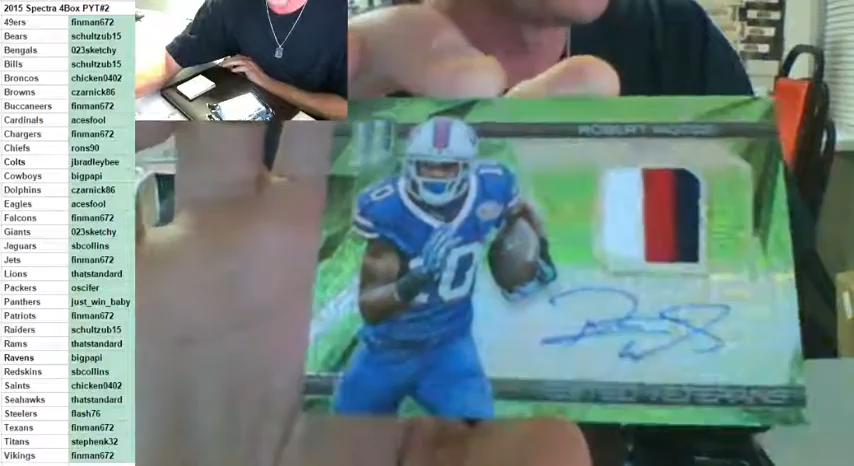 2015 Spectra 4Box PYT#2
49ers finman672
Bears schultzub15
Bengals 023sketchy
Bills schultzub15
Broncos chicken0402
Browns czarnick86
Buccaneers finman672
Cardinals acesfool
Chargers finman672
Chiefs rons90
Colts jbradleybee
Cowboys bigpapi
Dolphins czarnick86
Eagles acesfool
Falcons finman672
Giants 023sketchy
Jaguars sbcollins
Jets finman672
Lions thatstandard
Packers oscifer
Panthers just_win_baby
Patriots finman672
Raiders schultzub15
Rams thatstandard
Ravens bigpapi
Redskins sbcollins
Saints chicken0402
Seahawks thatstandard
Steelers flash76
Texans finman672
Titans stephenk32
Vikings finman672
ROBERT
10
10